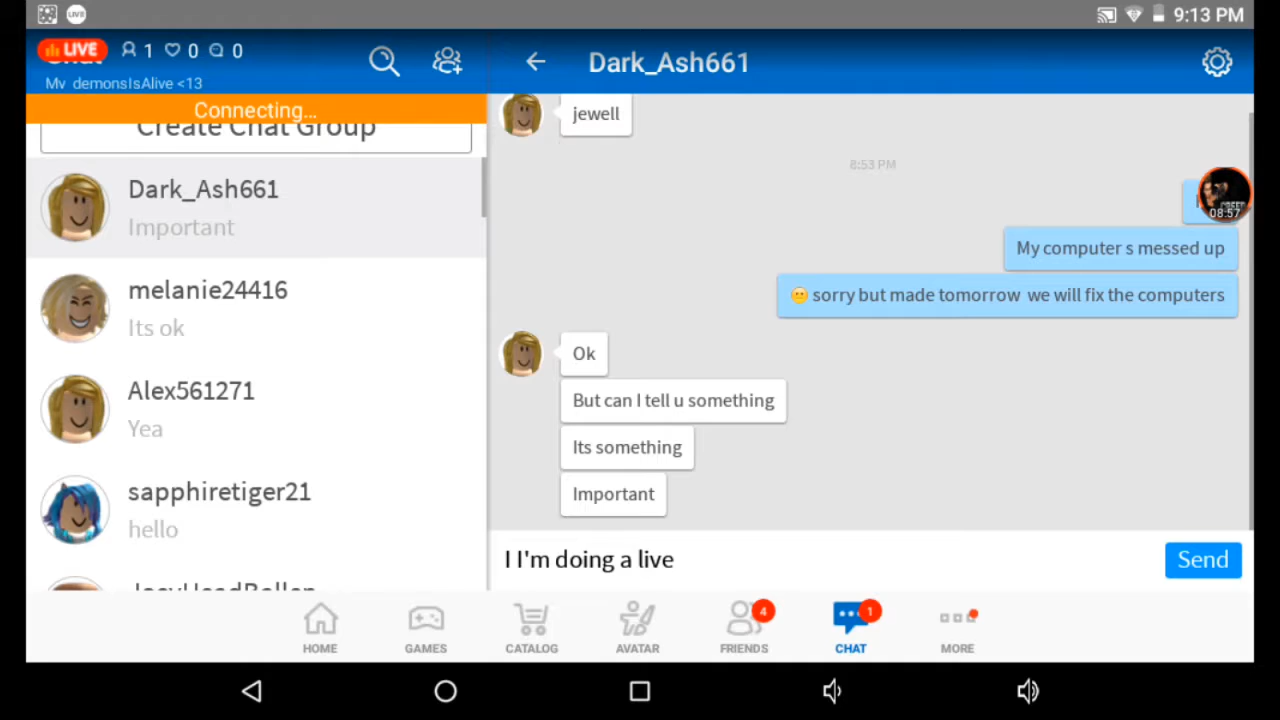 LIVE
9:13 PM
LIVE 1 0 0
My_demonsIsAlive <13
Connecting...
Create Chat Group
Dark_Ash661
Important
melanie24416
Its ok
Alex561271
Yea
sapphiretiger21
hello
Dark_Ash661
jewell
8:53 PM
08:57
My computer s messed up
sorry but made tomorrow we will fix the computers
Ok
But can I tell u something
Its something
Important
I I'm doing a live
Send
4
1
HOME
GAMES
CATALOG
AVATAR
FRIENDS
CHAT
MORE